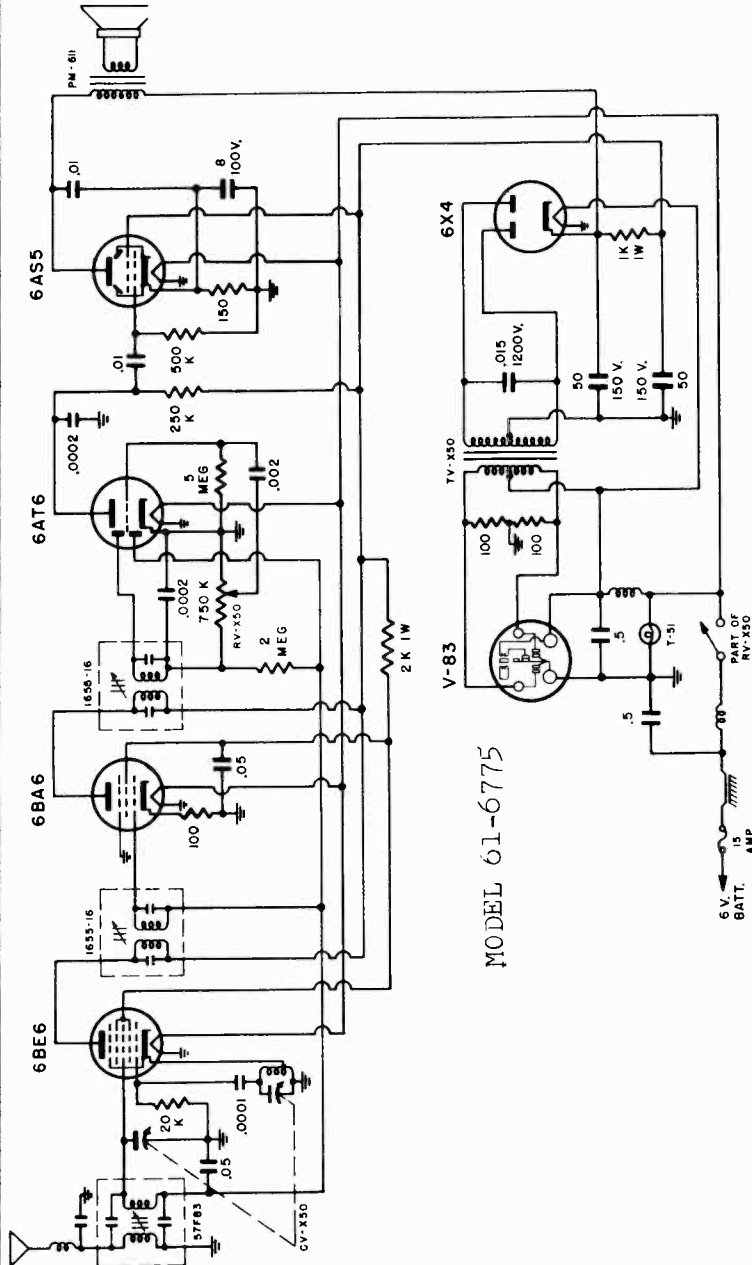 PM-611
.01
8
100V.
6AS5
150
500
K
.01
250
K
.0002
6AT6
5
MEG
.002
.0002
750 K
RV-X50
2
MEG
1655-16
2 K 1W
6BA6
.05
100
1655-16
6BE6
20
K
.0001
.05
57F83
CV-X50
6X4
1K
1W
.015
1200V.
50
150 V.
150 V.
50
TV-X50
100
100
V-83
.5
T-51
.5
PART OF
RV-X50
15
AMP
6 V.
BATT.
MODEL 61-6775